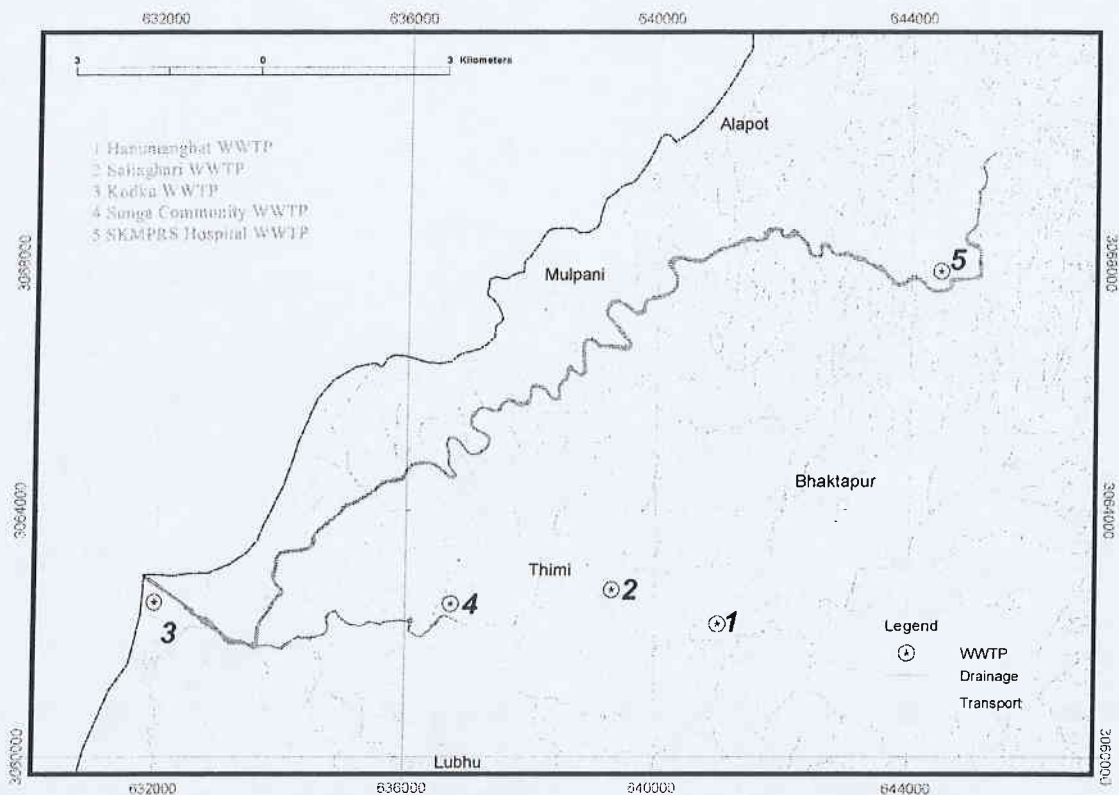 632000 636000 640000 644000
3 0 3 Kilometers
Alapot
1 Hanumanghat WWTP
2 Sallaghari WWTP
3 Kodku WWTP
4 Sunga Community WWTP
5 SKMPRS Hospital WWTP
3068000
3068000
5
Mulpani
Bhaktapur
3064000
3064000
Thimi
2
4
1
3
Legend
WWTP
Drainage
Transport
3060000
3060000
Lubhu
632000 636000 640000 644000